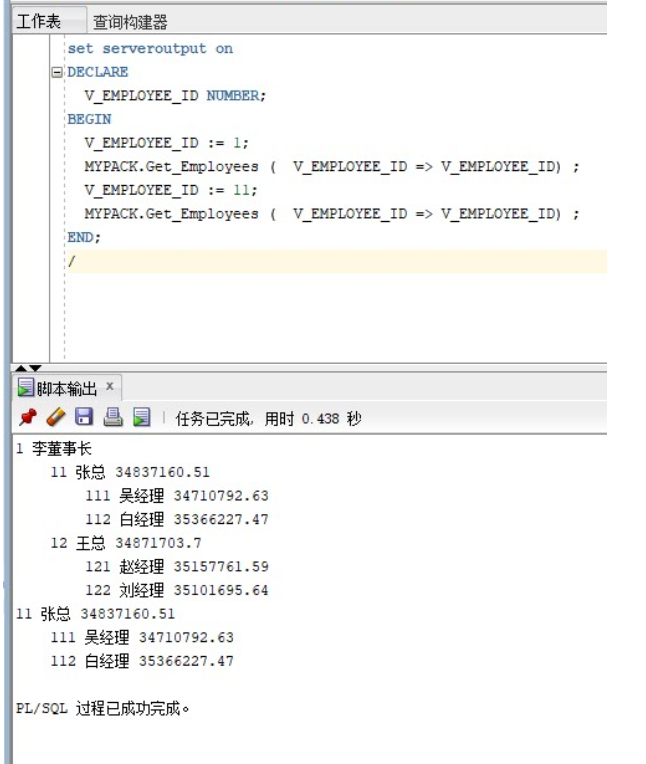 工作表 查询构建器
set serveroutput on
DECLARE
V_EMPLOYEE_ID NUMBER;
BEGIN
V_EMPLOYEE_ID := 1;
MYPACK.Get_Employees (  V_EMPLOYEE_ID => V_EMPLOYEE_ID) ;
V_EMPLOYEE_ID := 11;
MYPACK.Get_Employees (  V_EMPLOYEE_ID => V_EMPLOYEE_ID) ;
END;
/
脚本输出 x
任务已完成, 用时 0.438 秒
1 李董事长
11 张总 34837160.51
111 吴经理 34710792.63
112 白经理 35366227.47
12 王总 34871703.7
121 赵经理 35157761.59
122 刘经理 35101695.64
11 张总 34837160.51
111 吴经理 34710792.63
112 白经理 35366227.47
PL/SQL 过程已成功完成。